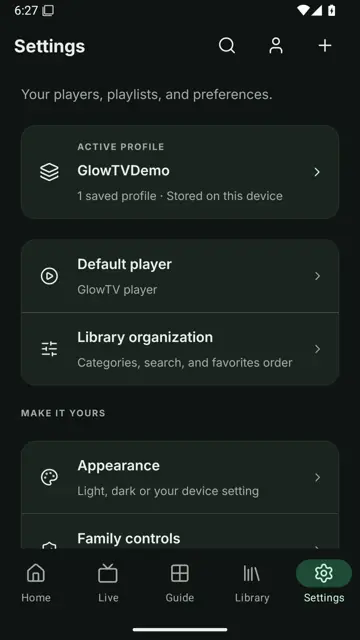 6:27
Settings
Your players, playlists, and preferences.
ACTIVE PROFILE
GlowTVDemo
1 saved profile · Stored on this device
Default player
GlowTV player
Library organization
Categories, search, and favorites order
MAKE IT YOURS
Appearance
Light, dark or your device setting
Family controls
Home
Live
Guide
Library
Settings